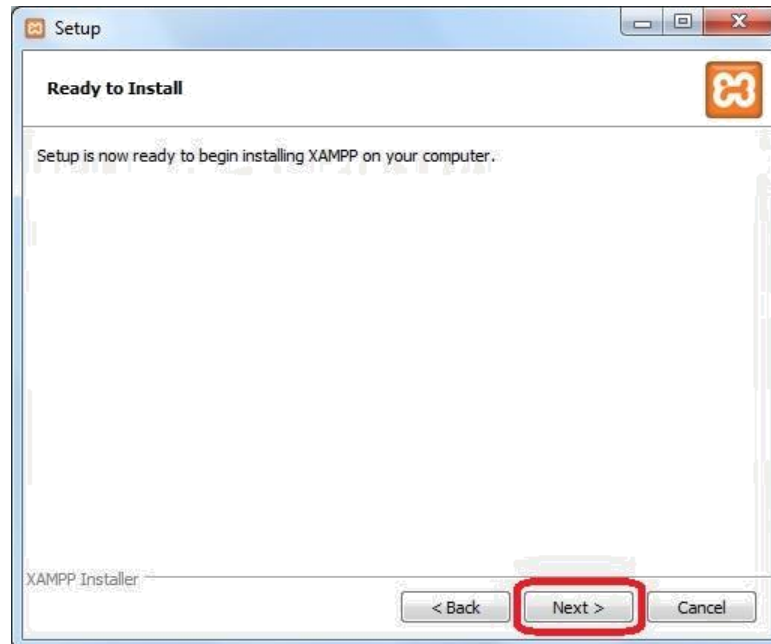 Setup
Ready to Install
Setup is now ready to begin installing XAMPP on your computer.
XAMPP Installer
< Back
Next >
Cancel